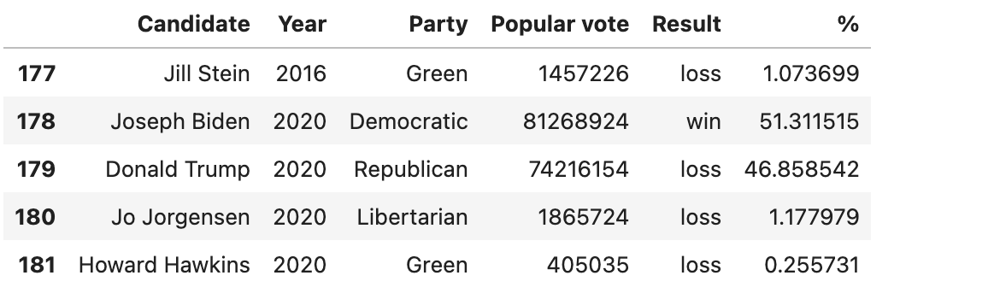 Candidate Year Party Popular vote Result %
177 Jill Stein 2016 Green 1457226 loss 1.073699
178 Joseph Biden 2020 Democratic 81268924 win 51.311515
179 Donald Trump 2020 Republican 74216154 loss 46.858542
180 Jo Jorgensen 2020 Libertarian 1865724 loss 1.177979
181 Howard Hawkins 2020 Green 405035 loss 0.255731